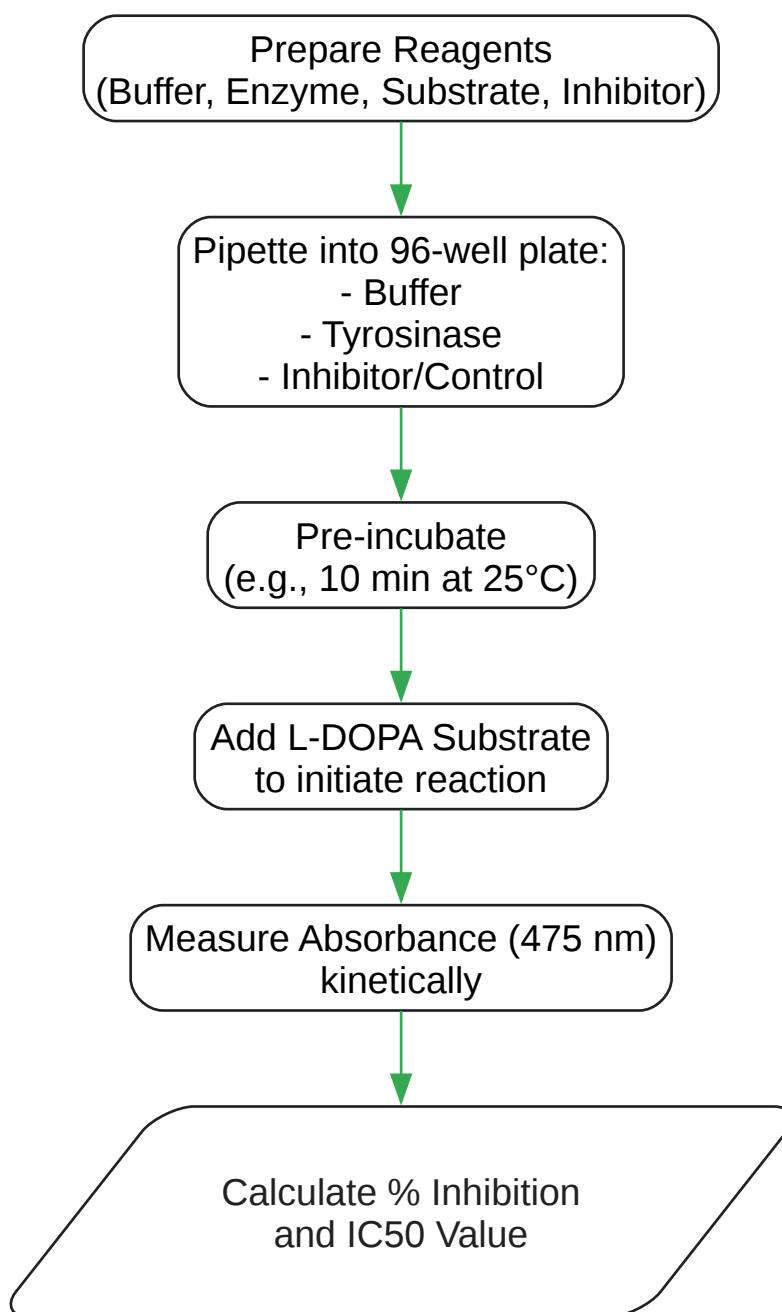 Prepare Reagents
(Buffer, Enzyme, Substrate, Inhibitor)
Pipette into 96-well plate:
- Buffer
- Tyrosinase
- Inhibitor/Control
Pre-incubate
(e.g., 10 min at 25°C)
Add L-DOPA Substrate
to initiate reaction
Measure Absorbance (475 nm)
kinetically
Calculate % Inhibition
and IC50 Value